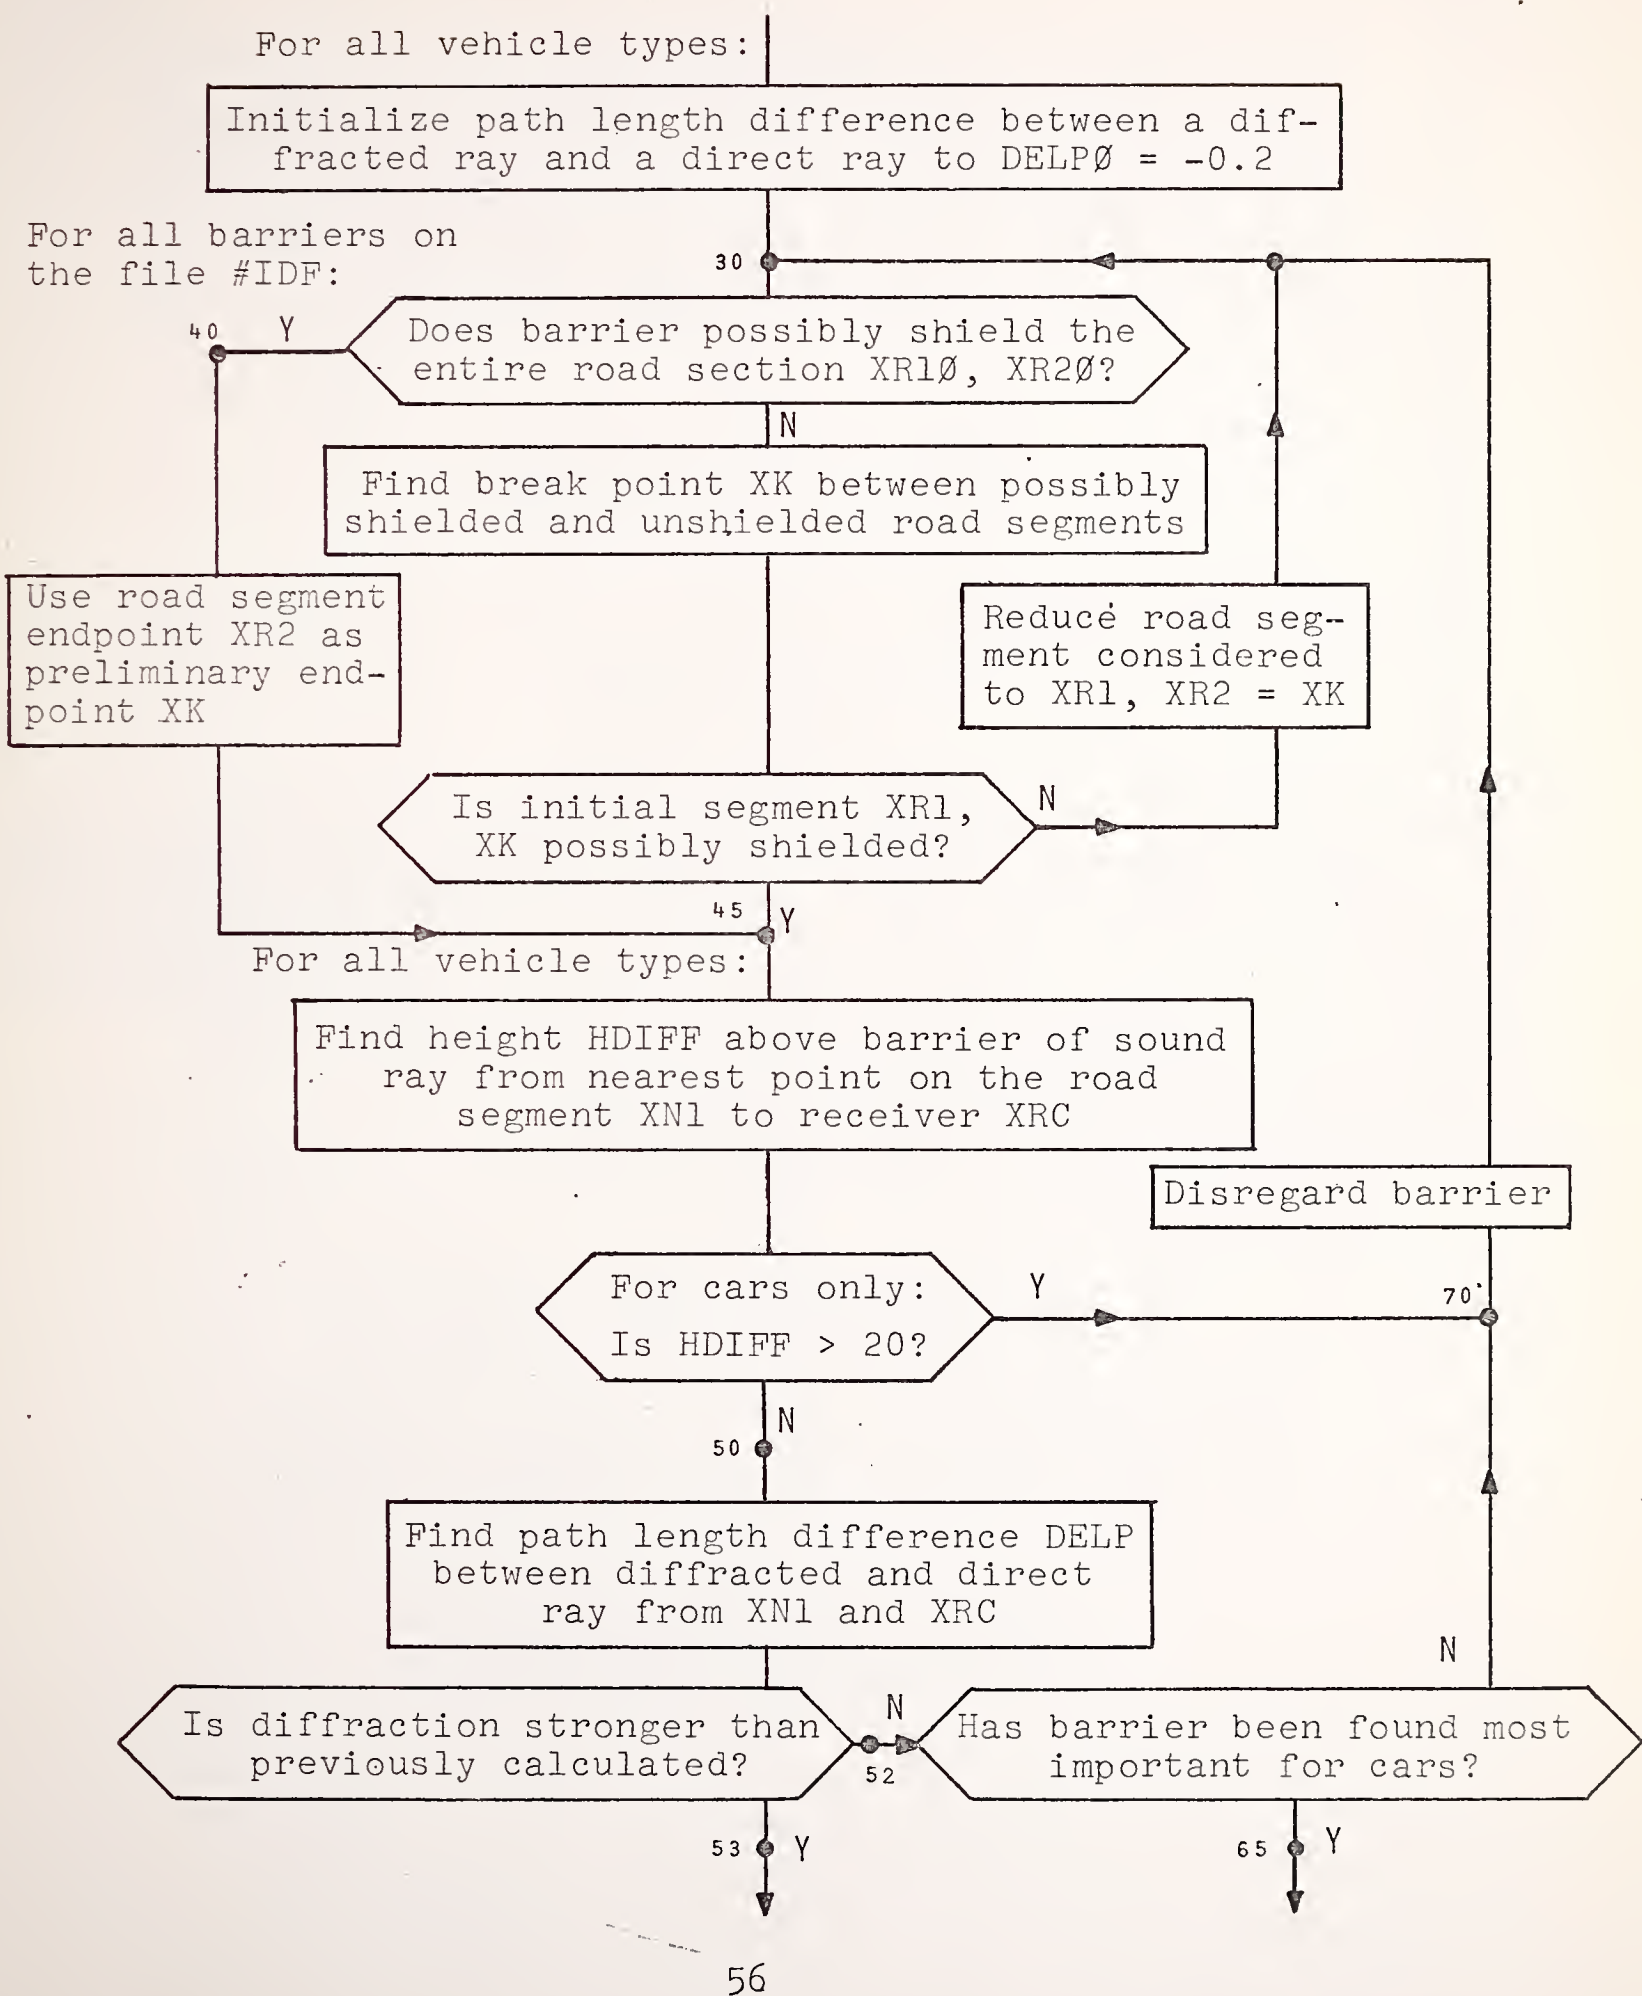 For all vehicle types:
Initialize path length difference between a dif-
fracted ray and a direct ray to DELPØ = -0.2
For all barriers on
the file #IDF:
30
40
Y
Does barrier possibly shield the
entire road section XR1Ø, XR2Ø?
N
Find break point XK between possibly
shielded and unshielded road segments
Use road segment
endpoint XR2 as
preliminary end-
point XK
Reduce road seg-
ment considered
to XR1, XR2 = XK
Is initial segment XR1,
XK possibly shielded?
N
45
Y
For all vehicle types:
Find height HDIFF above barrier of sound
ray from nearest point on the road
segment XN1 to receiver XRC
Disregard barrier
For cars only:
Is HDIFF > 20?
Y
70
N
50
Find path length difference DELP
between diffracted and direct
ray from XN1 and XRC
N
Is diffraction stronger than
previously calculated?
N
52
Has barrier been found most
important for cars?
53
Y
65
Y
56